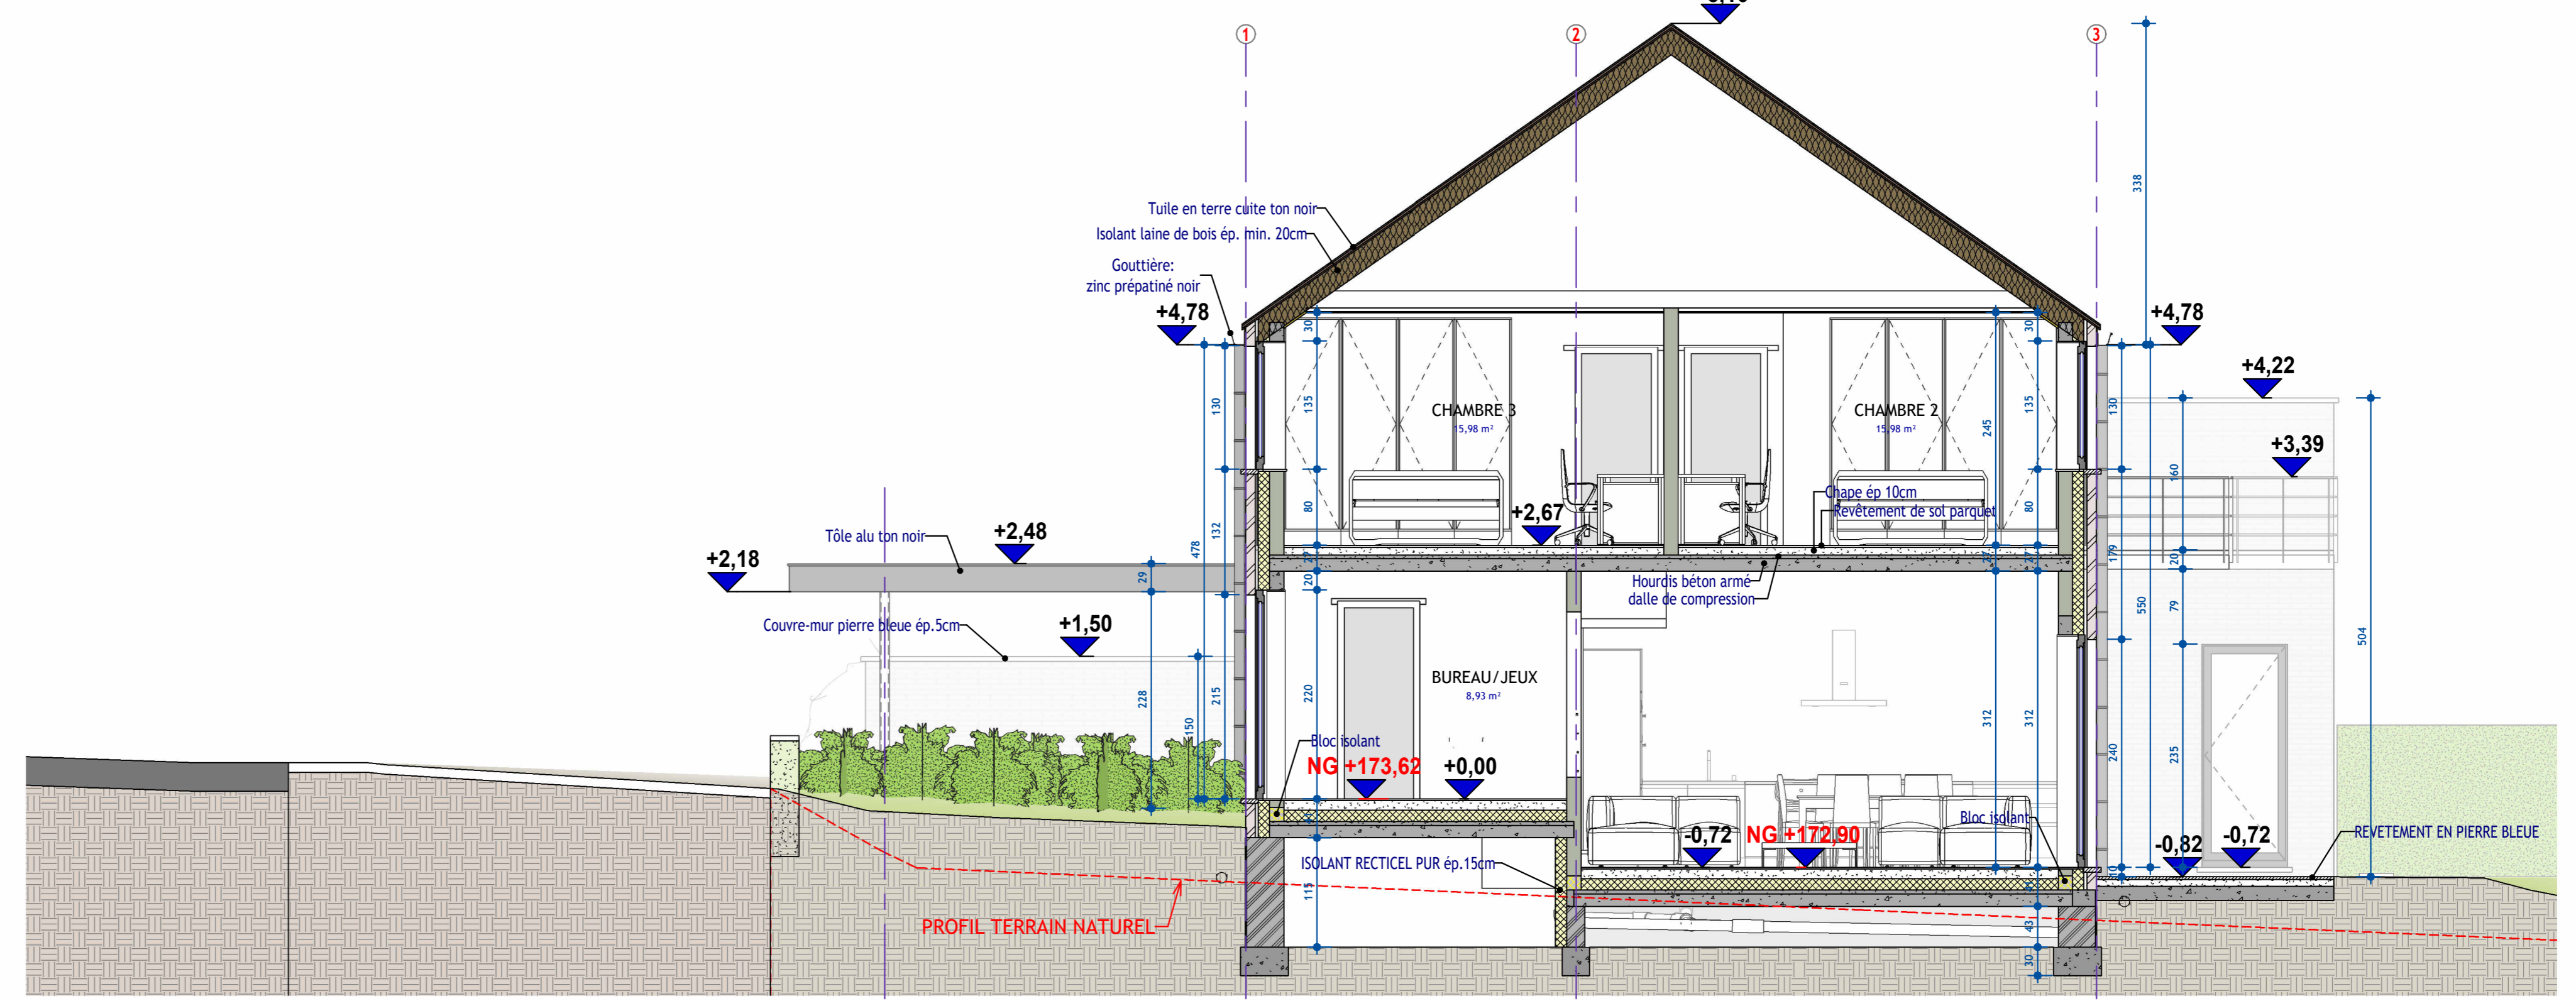 1
2
3
338
Tuile en terre cuite ton noir
Isolant laine de bois ép. min. 20cm
Gouttière:
zinc prépatiné noir
+4,78
+4,78
30
30
+4,22
130
135
CHAMBRE 3
15,98 m²
CHAMBRE 2
15,98 m²
245
135
130
+3,39
160
Chape ép 10cm
Revêtement de sol parquet
80
80
+2,67
132
478
Tôle alu ton noir
+2,48
+2,18
179
20
29
20
Hourdis béton armé
dalle de compression
550
79
504
Couvre-mur pierre bleue ép.5cm
+1,50
BUREAU/JEUX
8,93 m²
228
215
150
220
312
312
240
235
Bloc isolant
NG +173,62
+0,00
Bloc isolant
-0,72
NG +172,90
-0,82
-0,72
REVETEMENT EN PIERRE BLEUE
ISOLANT RECTICEL PUR ép.15cm
10
115
PROFIL TERRAIN NATUREL
43
30